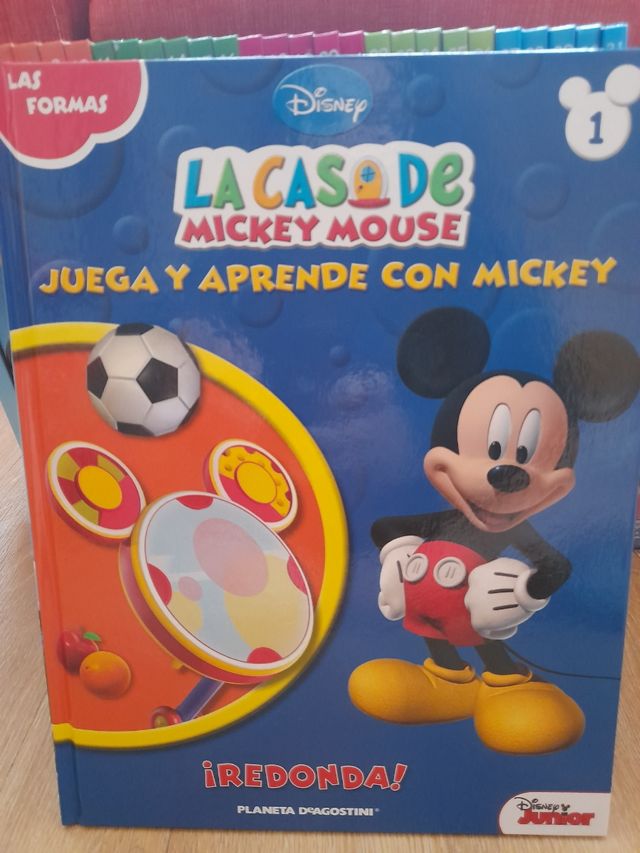 LAS
FORMAS
Disney
1
LA CASA DE
MICKEY MOUSE
JUEGA Y APRENDE CON MICKEY
¡REDONDA!
PLANETA DeAGOSTINI®
Disney
Junior